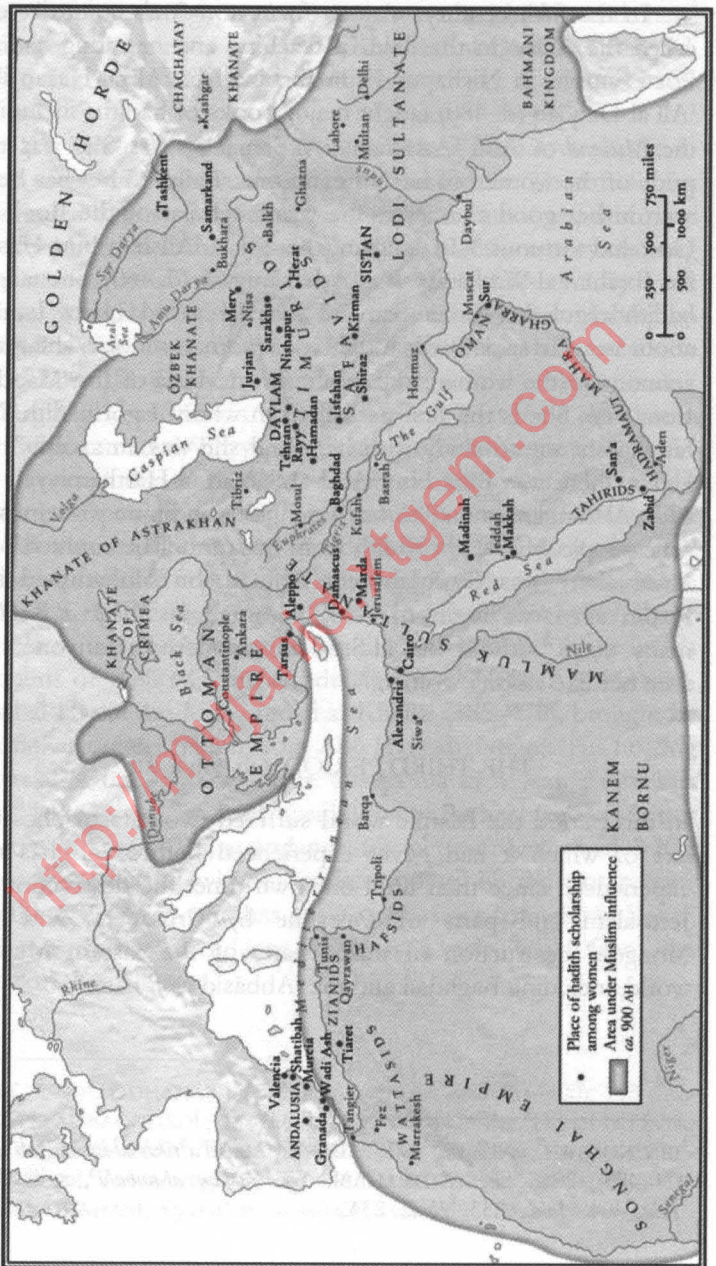 GOLDEN HORDE
CHAGHATAY
KHANATE
Kashgar
Tashkent
Syr Darya
Samarkand
Bukhara
Amu Darya
Aral
Sea
ÖZBEK
KHANATE
Balkh
Ghazna
Lahore
Multan
Delhi
Indus
LODI SULTANATE
BAHMANI
KINGDOM
Merv
Nisa
Sarakhs
Herat
Nishapur
Jurjan
TIMURIDS
DAYLAM
Tehran
Rayy
Hamadan
Isfahan
Shiraz
Kirman
SISTAN
SAFAVIDS
Daybul
Arabian
Sea
Muscat
Sur
OMAN
Hormuz
The Gulf
GHARRA
MAHRA
HADRAMAUT
Aden
San'a
Zabid
TAHIRIDS
Caspian Sea
Volga
Tibriz
Mosul
Euphrates
Tigris
Baghdad
Kufah
Basrah
KHANATE OF ASTRAKHAN
KHANATE
OF
CRIMEA
Black Sea
OTTOMAN
EMPIRE
Constantinople
Ankara
Tarsus
Aleppo
Damascus
Marda
Jerusalem
Madinah
Jeddah
Makkah
Red Sea
MAMLUK SULTANATE
Nile
Cairo
Alexandria
Siwa
Danube
Rhine
Barqa
Tripoli
HAFSIDS
Tunis
Qayrawan
ZIANIDS
Tiaret
Valencia
Shatibah
ANDALUSIA
Murcia
Wadi Ash
Granada
Tangier
Fez
WATTASIDS
Marrakesh
SONGHAI EMPIRE
Senegal
Niger
KANEM
BORNU
Place of hadith scholarship
among women
Area under Muslim influence
ca. 900 AH
0 250 500 750 miles
0 500 1000 km
http://mujahid.xtgem.com